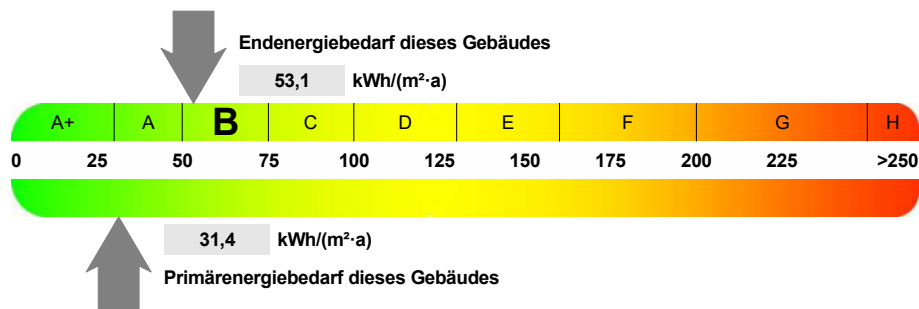 Endenergiebedarf dieses Gebäudes
53,1 kWh/(m²·a)
A+ A B C D E F G H
0 25 50 75 100 125 150 175 200 225 >250
31,4 kWh/(m²·a)
Primärenergiebedarf dieses Gebäudes